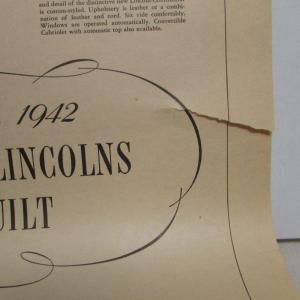 and detail of the distinctive new Lincoln-Continental
is custom-styled. Upholstery is leather or a combi-
nation of leather and cord. Six ride comfortably.
Windows are operated automatically. Convertible
Cabriolet with automatic top also available.
1942
LINCOLNS
UILT